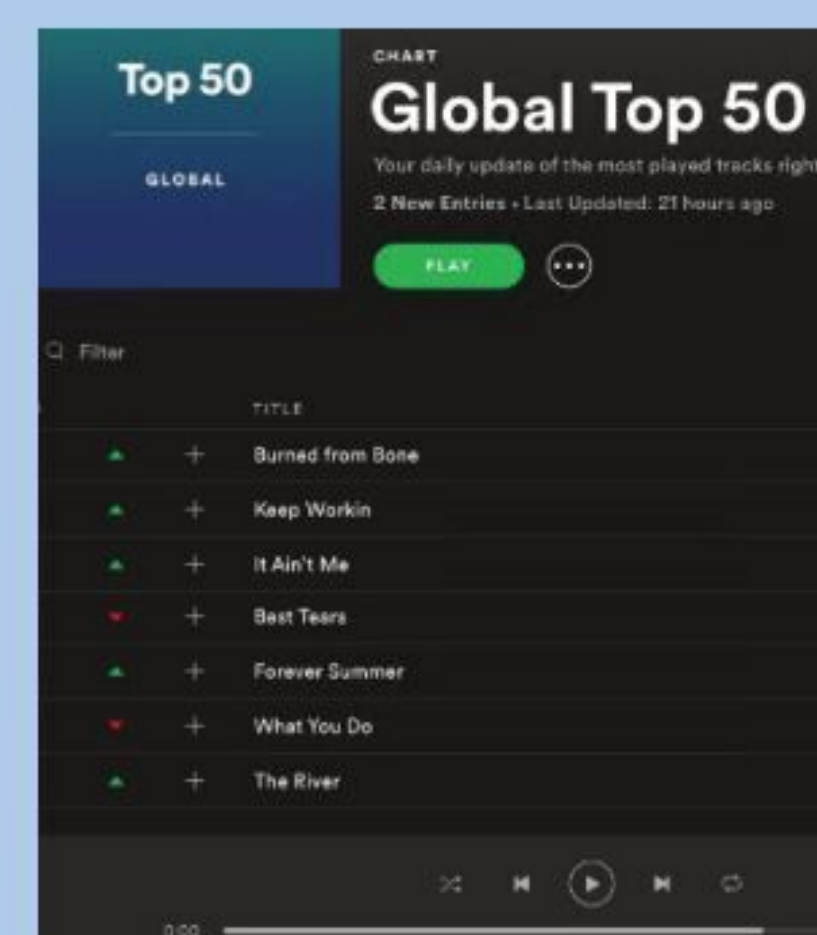 Top 50
GLOBAL
CHART
Global Top 50
Your daily update of the most played tracks right
2 New Entries • Last Updated: 21 hours ago
PLAY
Filter
TITLE
Burned from Bone
Keep Workin
It Ain't Me
Best Tears
Forever Summer
What You Do
The River
0:00